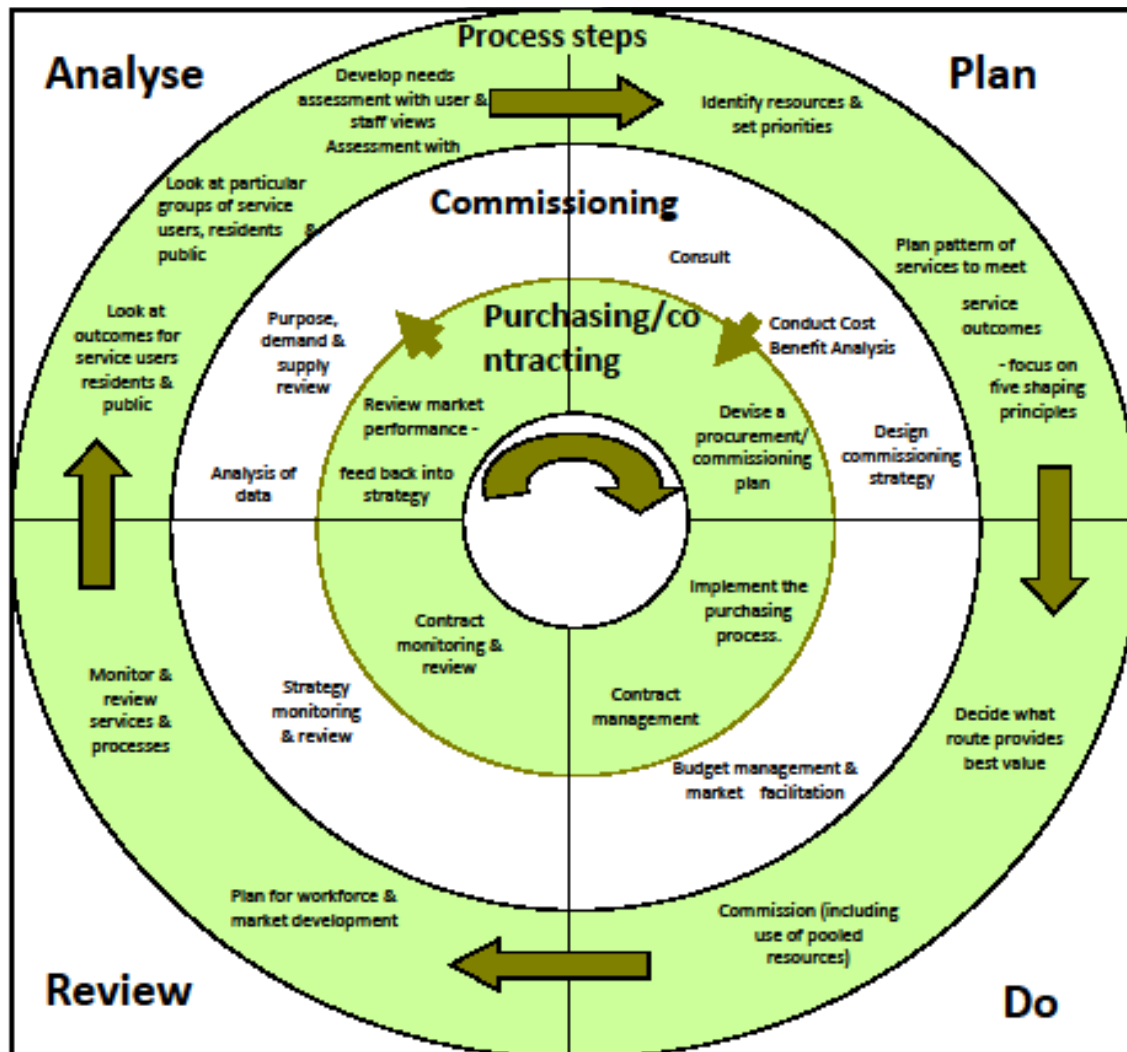 Process steps
Analyse
Plan
Develop needs
assessment with user &
staff views
Assessment with
Identify resources &
set priorities
Look at particular
groups of service
users, residents &
public
Commissioning
Consult
Plan pattern of
services to meet
service
outcomes
- focus on
five shaping
principles
Look at
outcomes for
service users
residents &
public
Purpose,
demand &
supply
review
Purchasing/co
ntracting
Conduct Cost
Benefit Analysis
Review market
performance -
feed back into
strategy
Devise a
procurement/
commissioning
plan
Design
commissioning
strategy
Analysis of
data
Implement the
purchasing
process.
Contract
monitoring &
review
Contract
management
Monitor &
review
services &
processes
Strategy
monitoring
& review
Decide what
route provides
best value
Budget management &
market facilitation
Plan for workforce &
market development
Commission (including
use of pooled
resources)
Review
Do